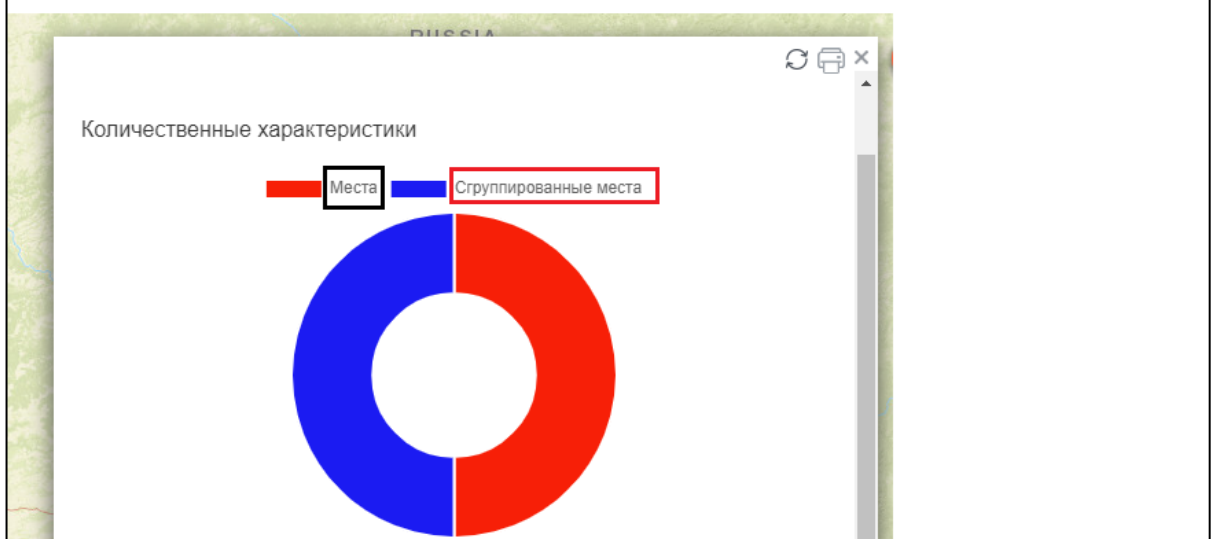 RUSSIA
Количественные характеристики
Места Сгруппированные места